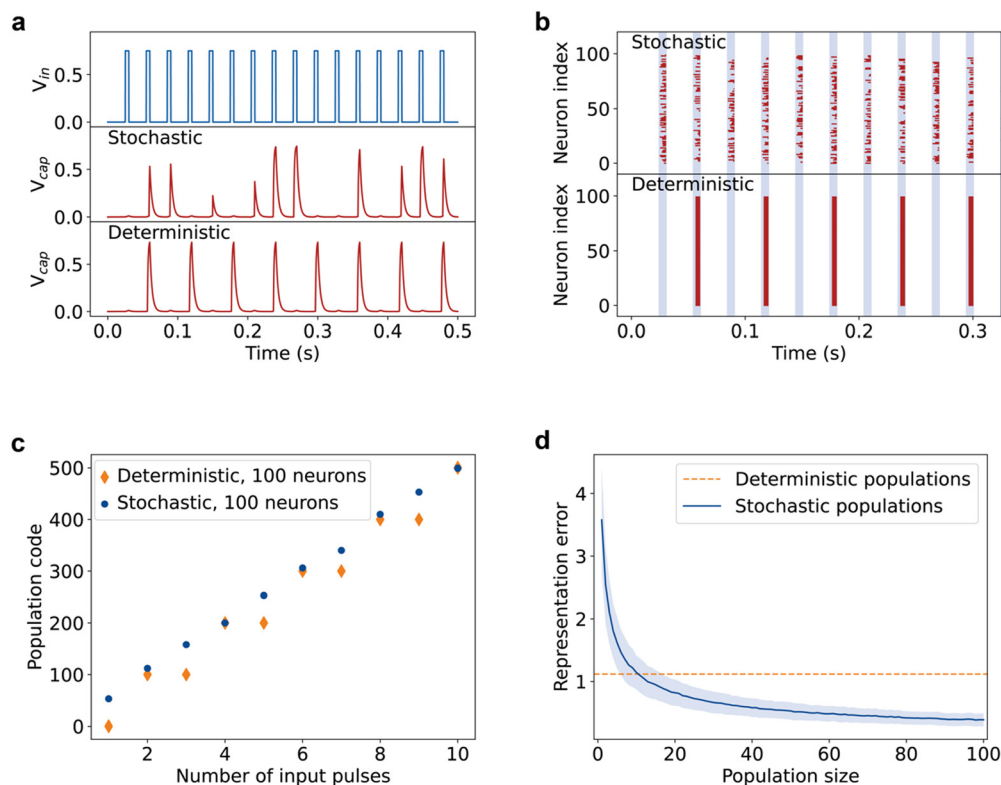 a
V_in
0.5
0.0
Stochastic
V_cap
0.5
0.0
Deterministic
V_cap
0.5
0.0
0.0 0.1 0.2 0.3 0.4 0.5
Time (s)
b
Neuron index
100
50
0
Stochastic
Neuron index
100
50
0
Deterministic
0.0 0.1 0.2 0.3
Time (s)
c
Population code
500
400
300
200
100
0
Deterministic, 100 neurons
Stochastic, 100 neurons
2 4 6 8 10
Number of input pulses
d
Representation error
4
3
2
1
Deterministic populations
Stochastic populations
0 20 40 60 80 100
Population size